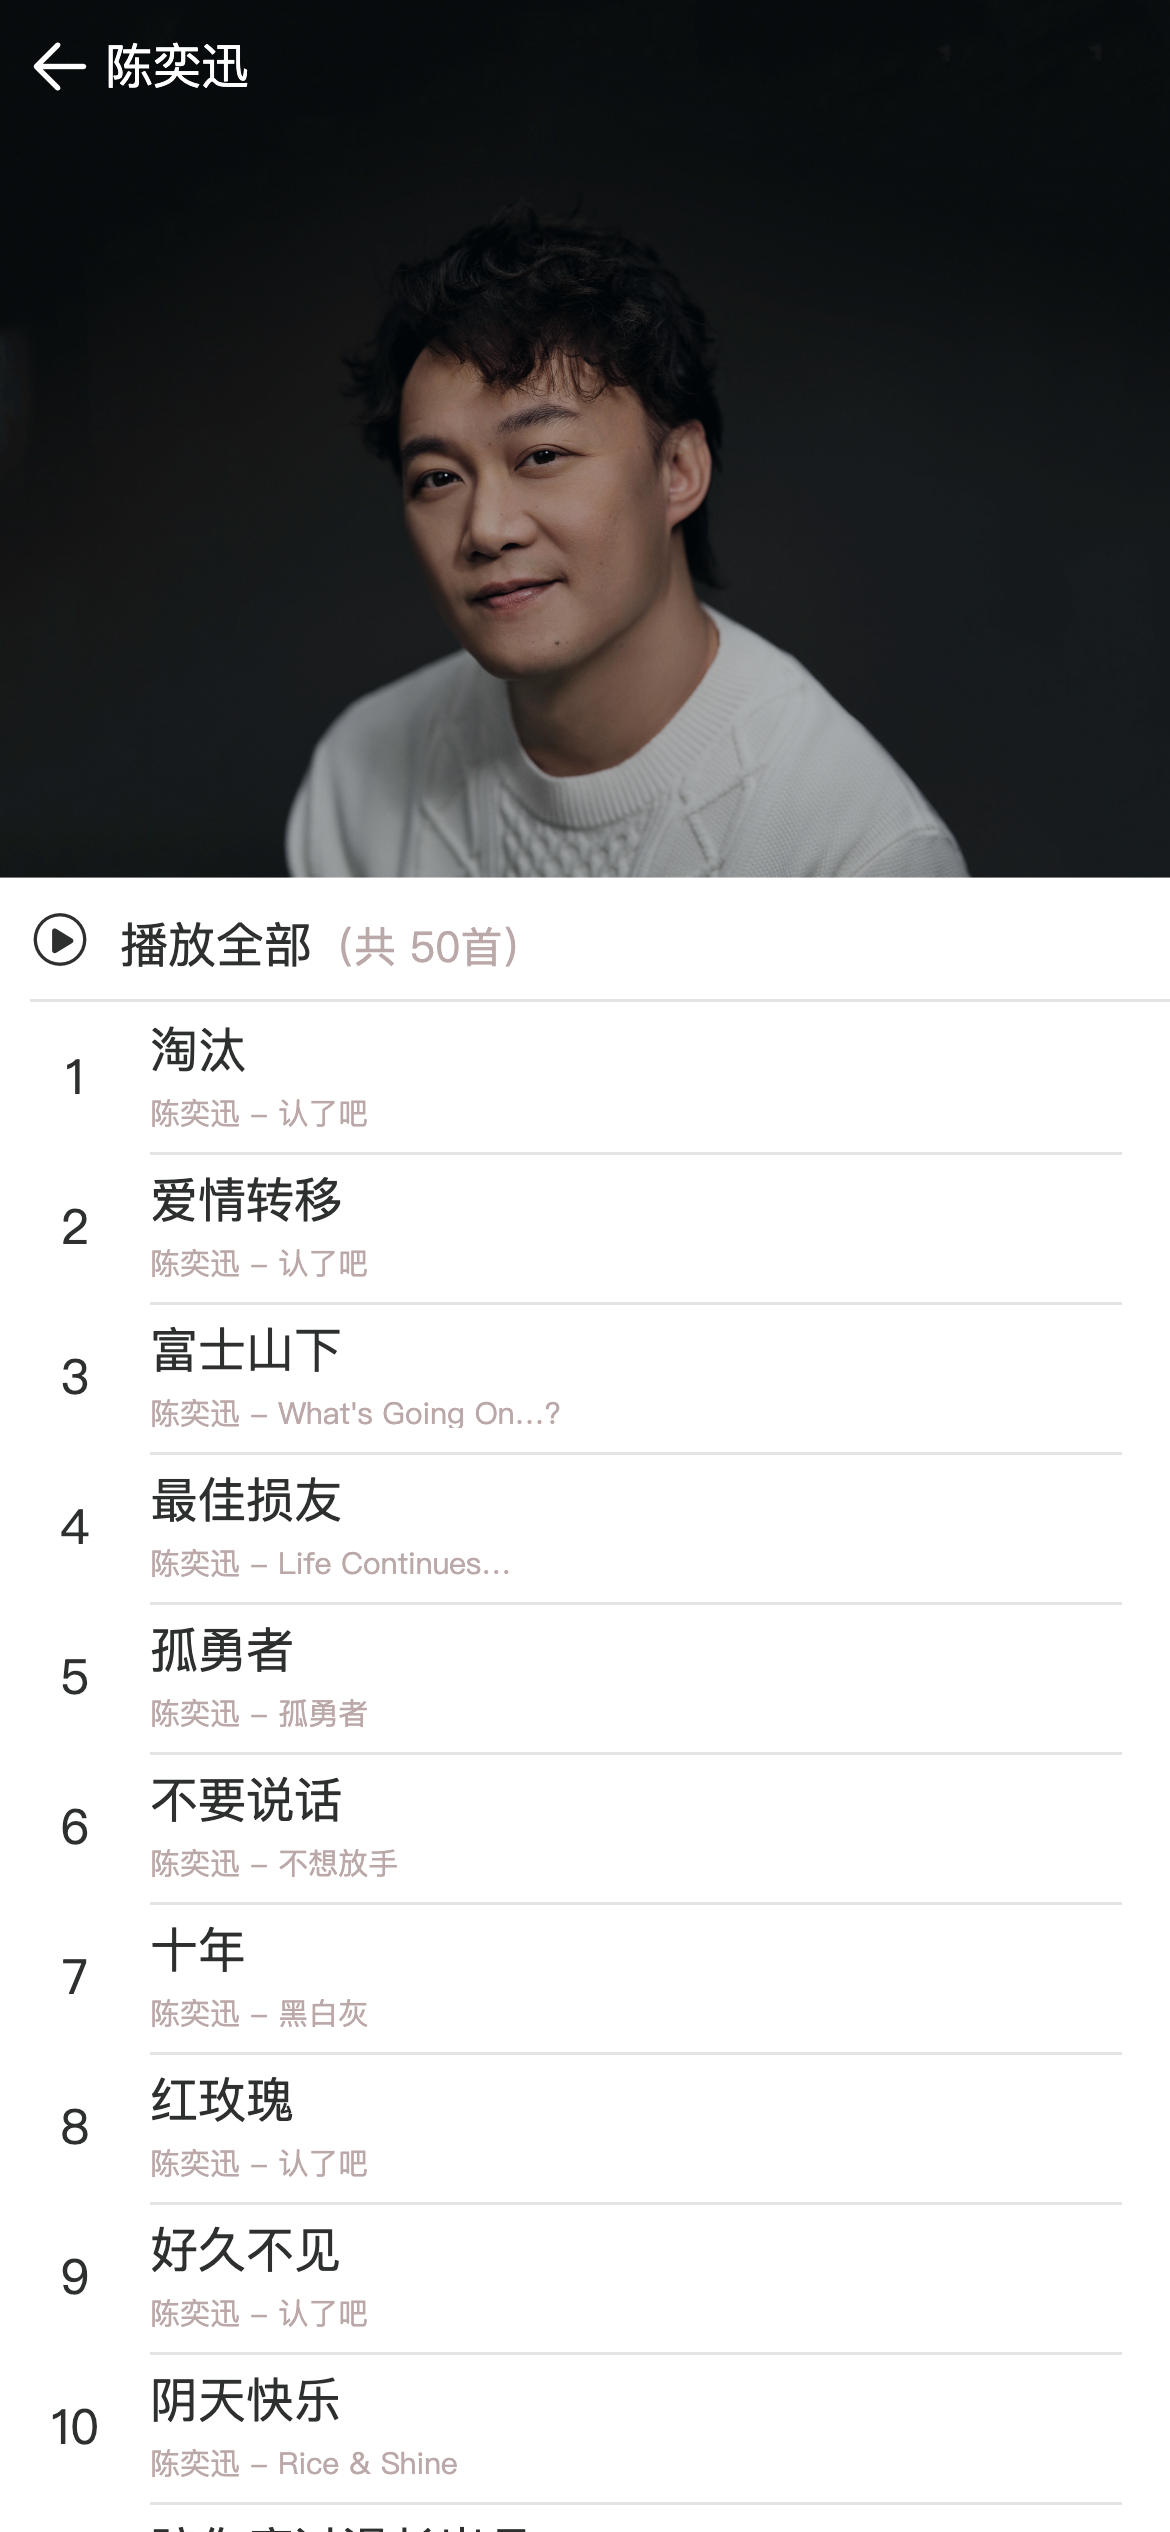 陈奕迅
播放全部（共 50首）
1
淘汰
陈奕迅 – 认了吧
2
爱情转移
陈奕迅 – 认了吧
3
富士山下
陈奕迅 – What's Going On...?
4
最佳损友
陈奕迅 – Life Continues...
5
孤勇者
陈奕迅 – 孤勇者
6
不要说话
陈奕迅 – 不想放手
7
十年
陈奕迅 – 黑白灰
8
红玫瑰
陈奕迅 – 认了吧
9
好久不见
陈奕迅 – 认了吧
10
阴天快乐
陈奕迅 – Rice & Shine